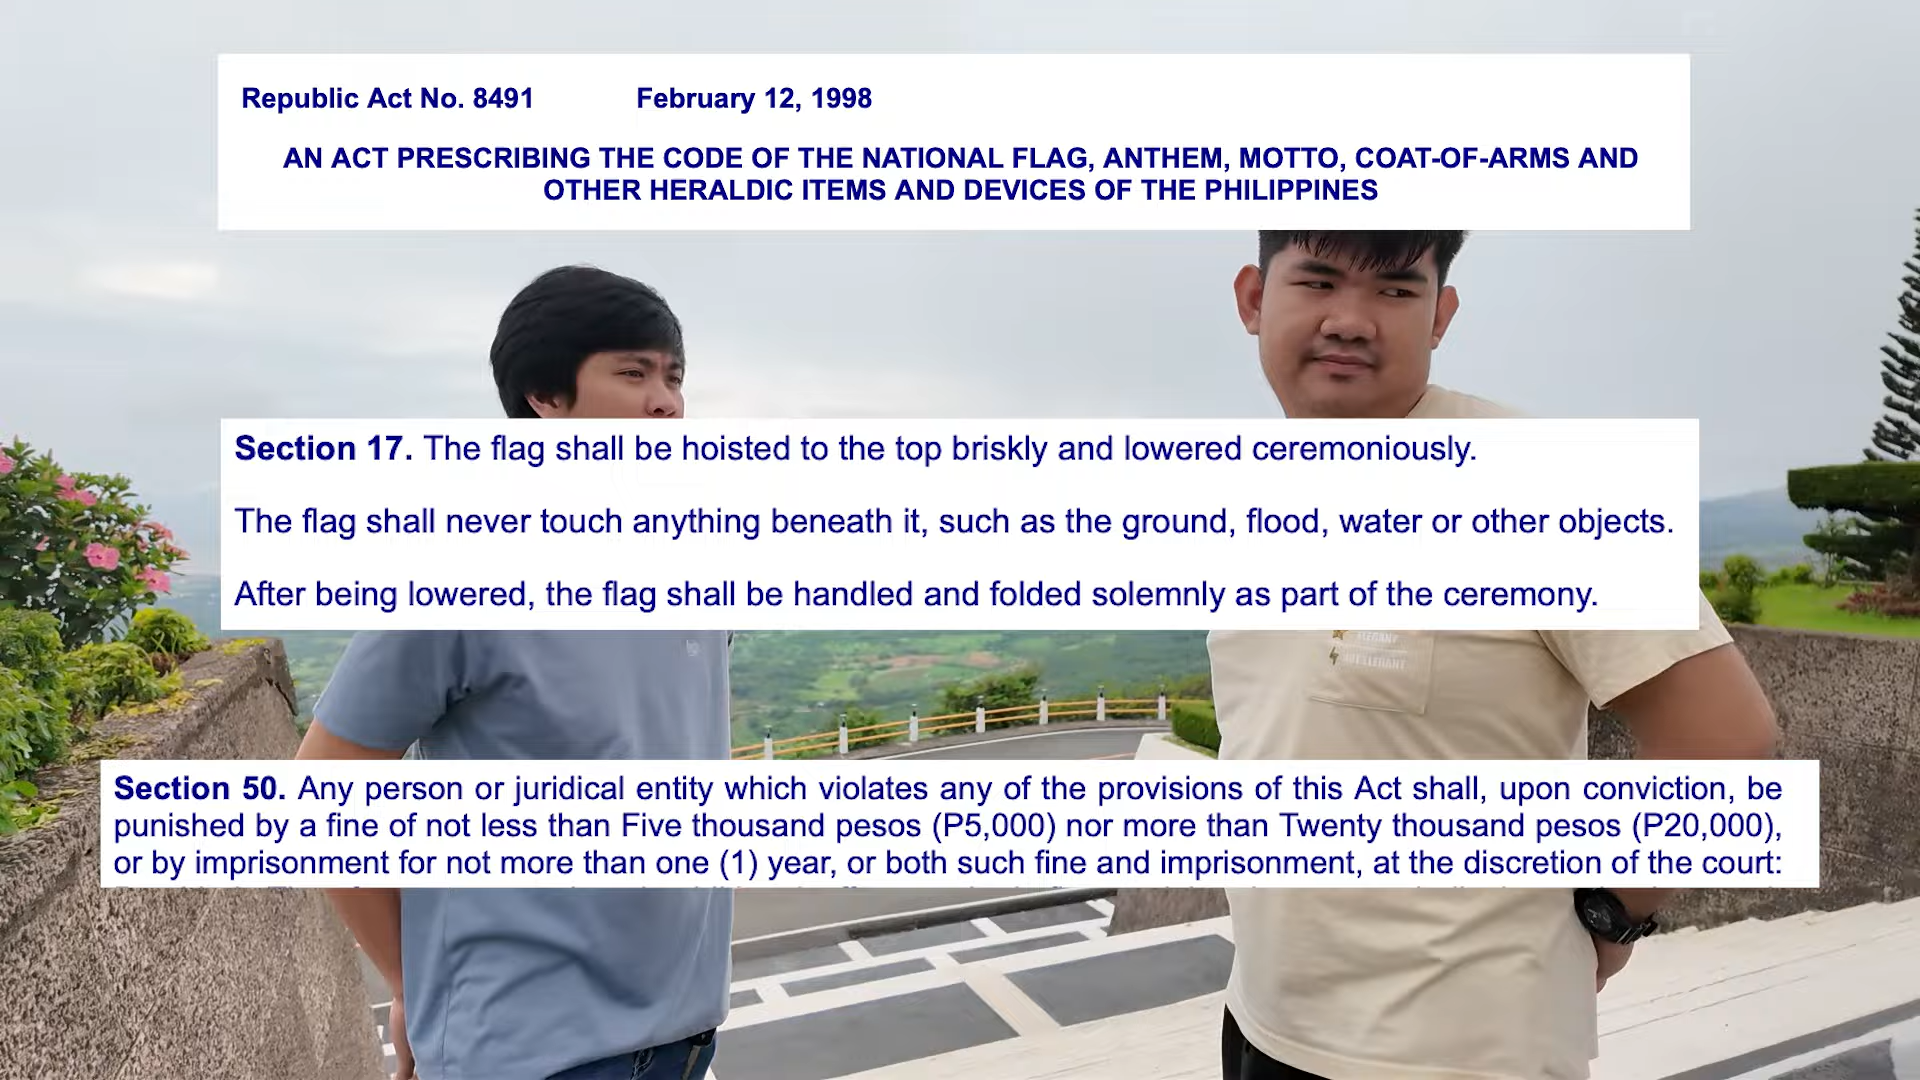 Republic Act No. 8491 February 12, 1998
AN ACT PRESCRIBING THE CODE OF THE NATIONAL FLAG, ANTHEM, MOTTO, COAT-OF-ARMS AND
OTHER HERALDIC ITEMS AND DEVICES OF THE PHILIPPINES
Section 17. The flag shall be hoisted to the top briskly and lowered ceremoniously.
The flag shall never touch anything beneath it, such as the ground, flood, water or other objects.
After being lowered, the flag shall be handled and folded solemnly as part of the ceremony.
ELEGANT
Section 50. Any person or juridical entity which violates any of the provisions of this Act shall, upon conviction, be
punished by a fine of not less than Five thousand pesos (P5,000) nor more than Twenty thousand pesos (P20,000),
or by imprisonment for not more than one (1) year, or both such fine and imprisonment, at the discretion of the court: